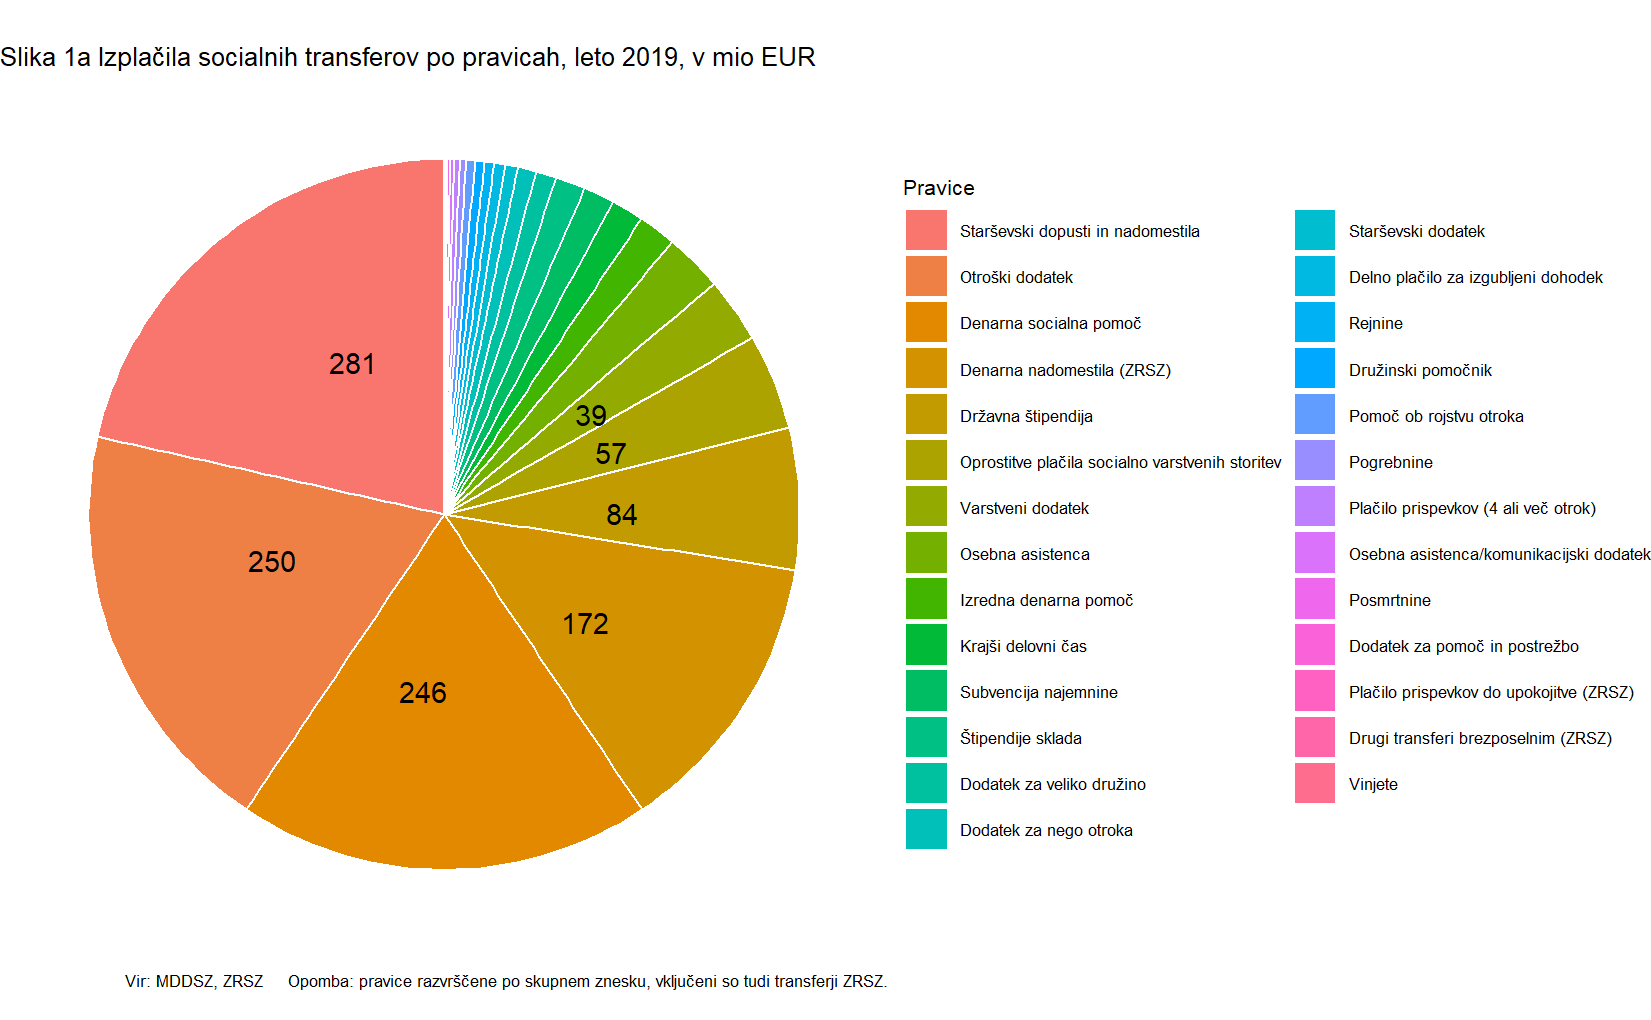 Slika 1a Izplačila socialnih transferov po pravicah, leto 2019, v mio EUR
281
250
246
172
84
57
39
Pravice
Starševski dopusti in nadomestila
Otroški dodatek
Denarna socialna pomoč
Denarna nadomestila (ZRSZ)
Državna štipendija
Oprostitve plačila socialno varstvenih storitev
Varstveni dodatek
Osebna asistenca
Izredna denarna pomoč
Krajši delovni čas
Subvencija najemnine
Štipendije sklada
Dodatek za veliko družino
Dodatek za nego otroka
Starševski dodatek
Delno plačilo za izgubljeni dohodek
Rejnine
Družinski pomočnik
Pomoč ob rojstvu otroka
Pogrebnine
Plačilo prispevkov (4 ali več otrok)
Osebna asistenca/komunikacijski dodatek
Posmrtnine
Dodatek za pomoč in postrežbo
Plačilo prispevkov do upokojitve (ZRSZ)
Drugi transferi brezposelnim (ZRSZ)
Vinjete
Vir: MDDSZ, ZRSZ Opomba: pravice razvrščene po skupnem znesku, vključeni so tudi transferji ZRSZ.